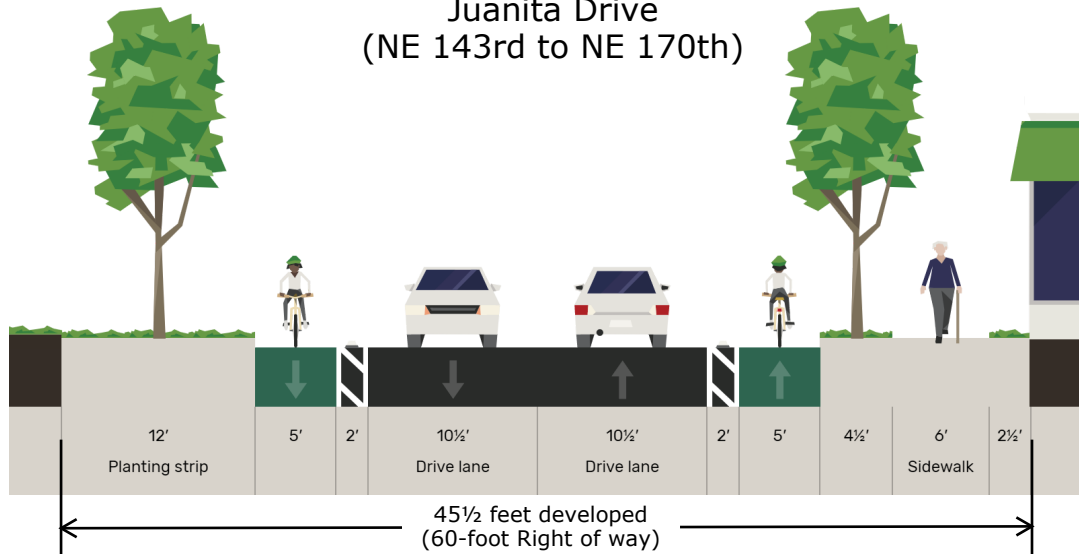 Juanita Drive
(NE 143rd to NE 170th)
12′ 5′ 2′ 10½′ 10½′ 2′ 5′ 4½′ 6′ 2½′
Planting strip Drive lane Drive lane Sidewalk
45½ feet developed
(60-foot Right of way)